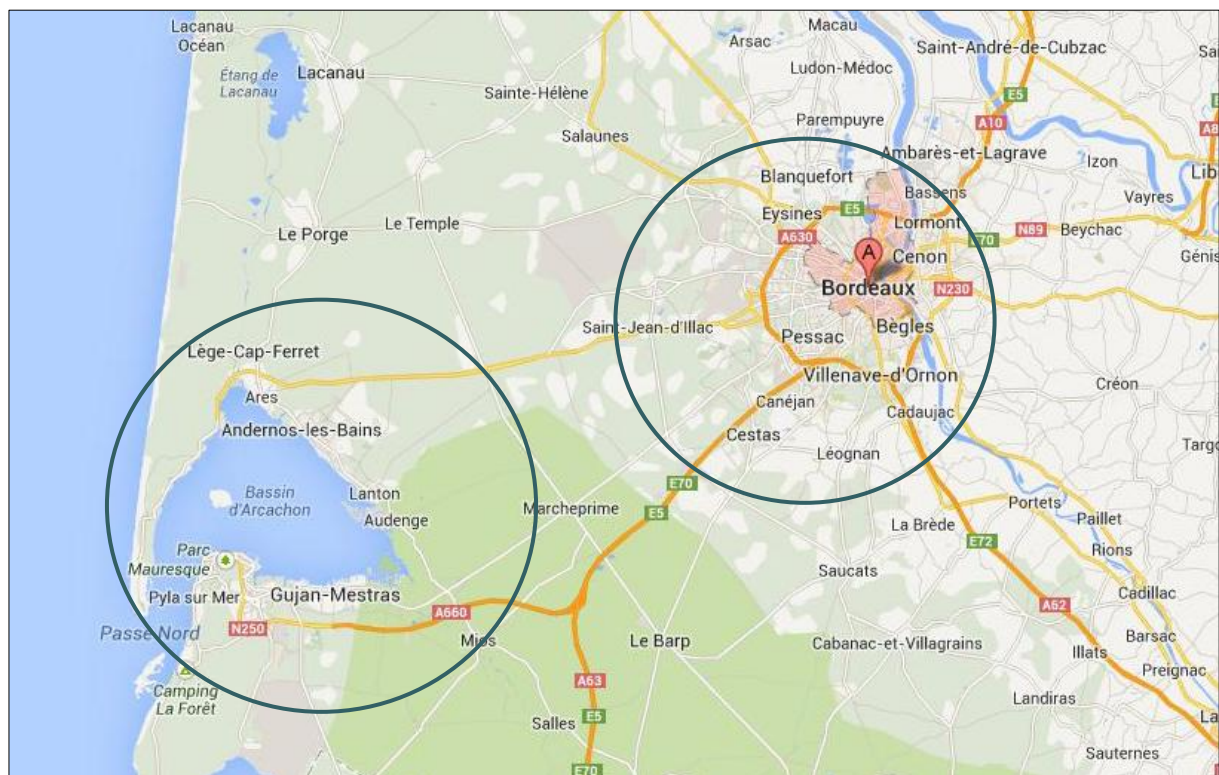 Lacanau
Océan
Étang de
Lacanau
Lacanau
Sainte-Hélène
Salaunes
Arsac
Macau
Ludon-Médoc
Parempuyre
Saint-André-de-Cubzac
E5
A10
Ambarès-et-Lagrave
Izon
Vayres
Blanquefort
Bassens
Eysines
E5
Lormont
Le Temple
Le Porge
A630
A
Cenon
E70
N89
Beychac
Bordeaux
N230
Saint-Jean-d'Illac
Pessac
Bègles
Lège-Cap-Ferret
Villenave-d'Ornon
Créon
Ares
Canéjan
Cadaujac
Andernos-les-Bains
Cestas
Léognan
E70
Bassin
d'Arcachon
Lanton
Audenge
Marcheprime
E5
La Brède
Portets
Paillet
E72
Rions
Parc
Mauresque
Saucats
Pyla sur Mer
Gujan-Mestras
Cadillac
A660
A62
N250
Passe Nord
Mios
Le Barp
Cabanac-et-Villagrains
Barsac
Illats
Preignac
Camping
La Forêt
A63
Landiras
Salles
E5
Sauternes
E70